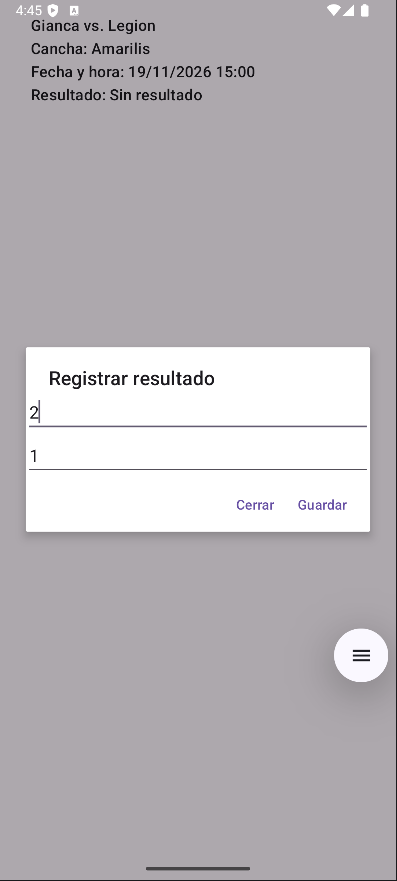 4:45
Gianca vs. Legion
Cancha: Amarilis
Fecha y hora: 19/11/2026 15:00
Resultado: Sin resultado
Registrar resultado
2
1
Cerrar Guardar